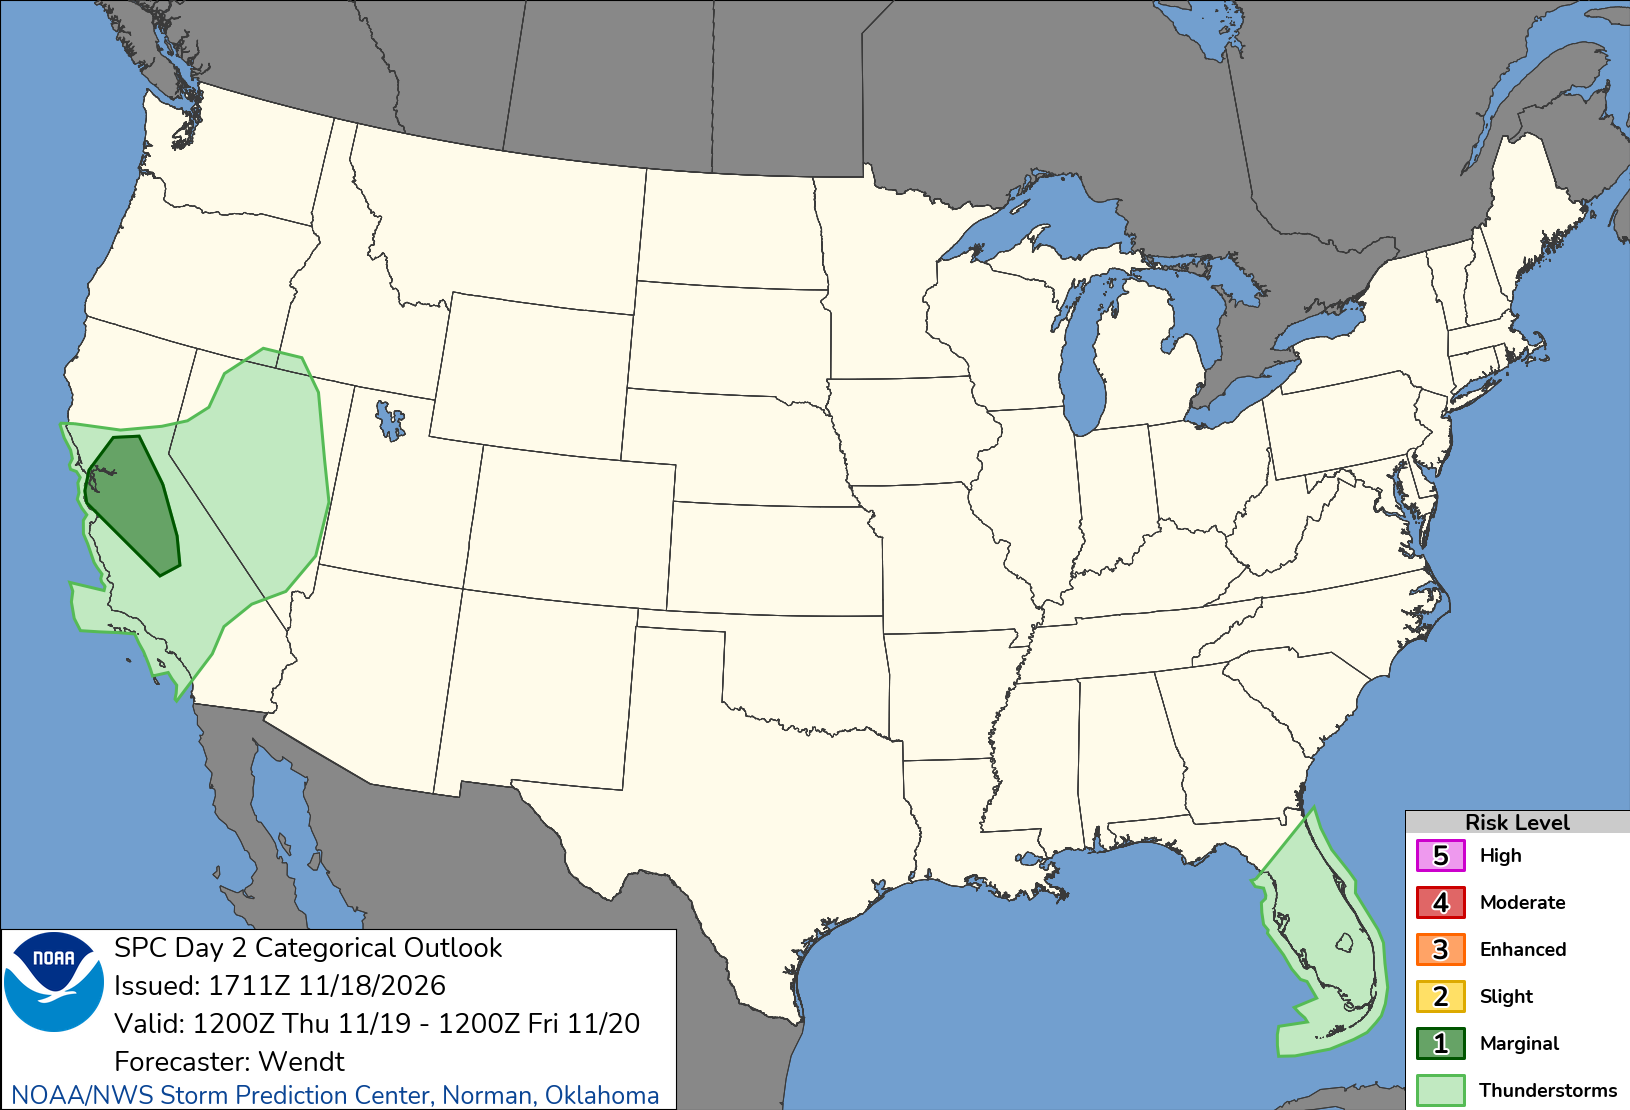 Risk Level
5 High
4 Moderate
3 Enhanced
2 Slight
1 Marginal
Thunderstorms
NOAA
SPC Day 2 Categorical Outlook
Issued: 1711Z 11/18/2026
Valid: 1200Z Thu 11/19 - 1200Z Fri 11/20
Forecaster: Wendt
NOAA/NWS Storm Prediction Center, Norman, Oklahoma